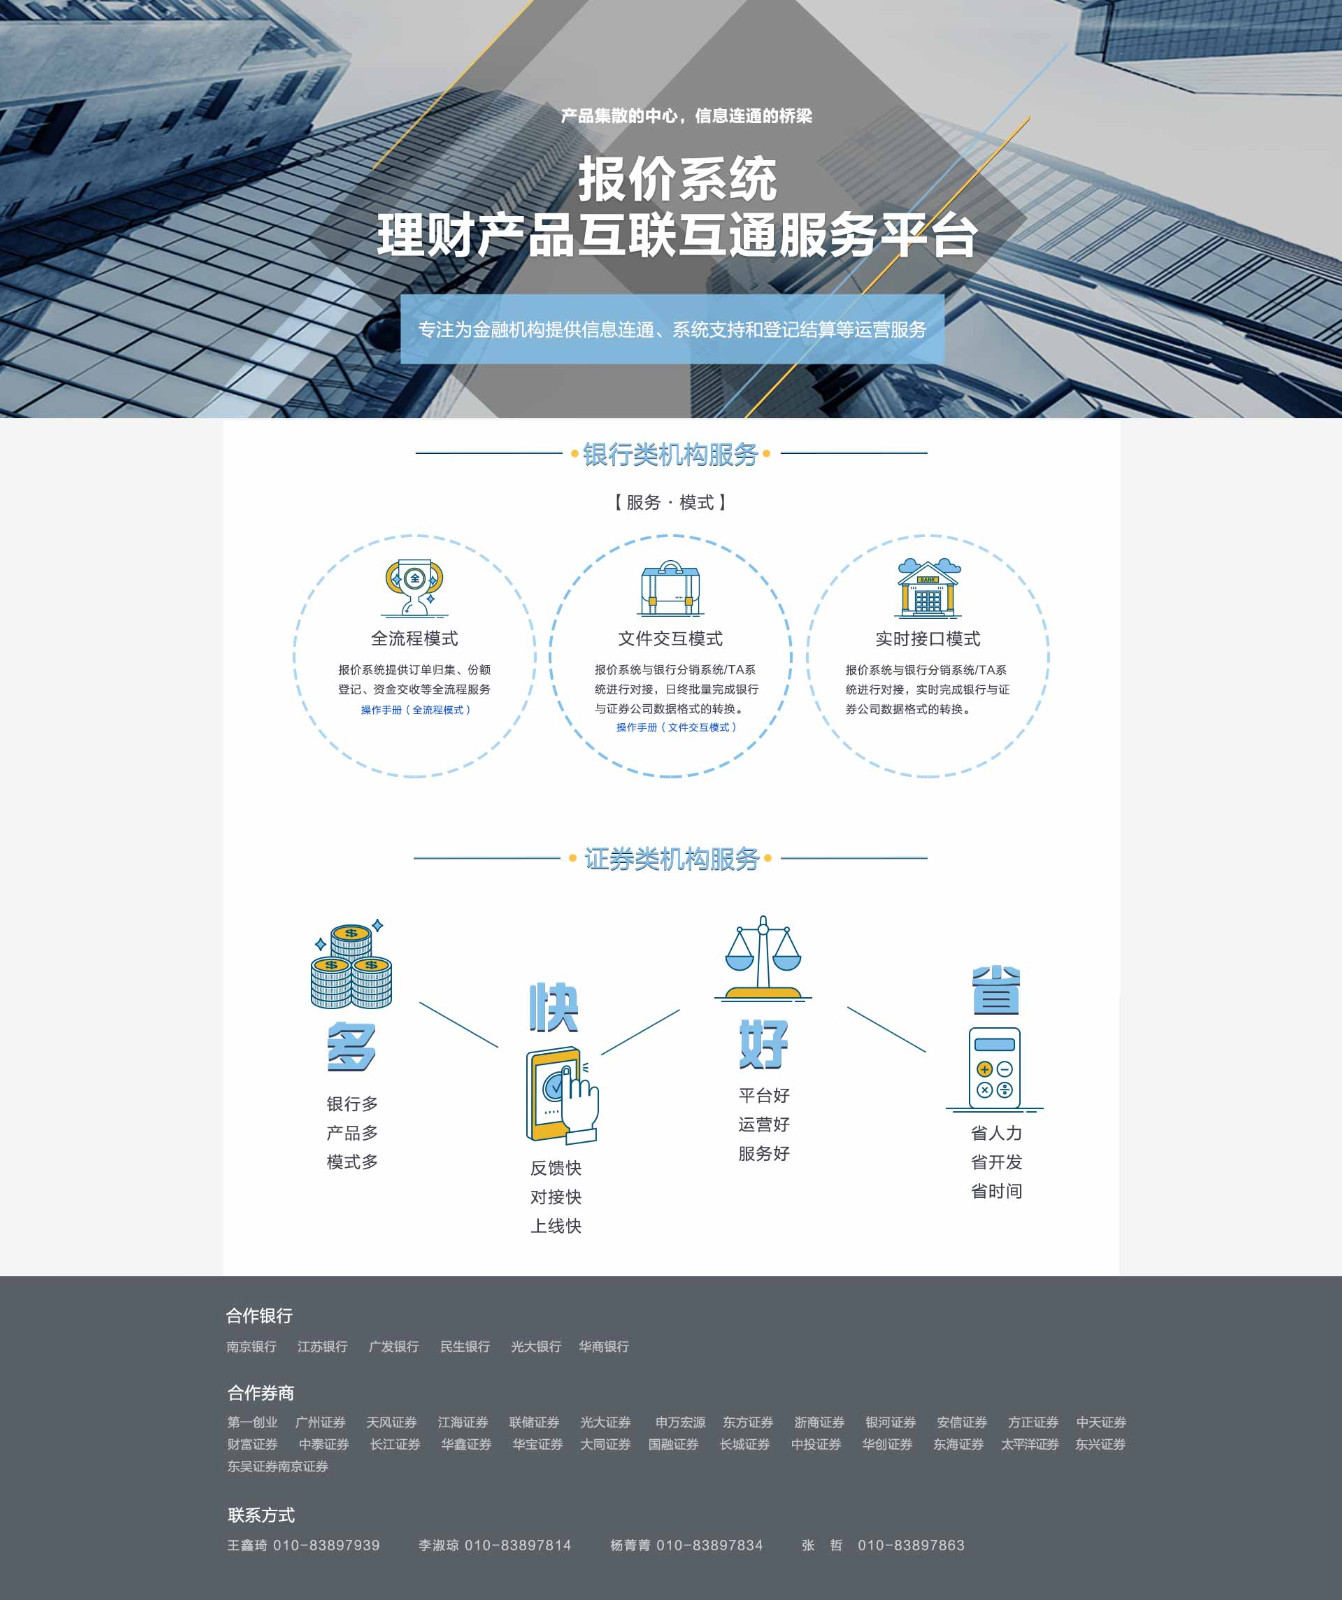 产品集散的中心，信息连通的桥梁
报价系统
理财产品互联互通服务平台
专注为金融机构提供信息连通、系统支持和登记结算等运营服务
银行类机构服务
【 服务 · 模式 】
全
全流程模式
报价系统提供订单归集、份额
登记、资金交收等全流程服务
操作手册（全流程模式）
文件交互模式
报价系统与银行分销系统/TA系
统进行对接，日终批量完成银行
与证券公司数据格式的转换。
操作手册（文件交互模式）
BANK
实时接口模式
报价系统与银行分销系统/TA系
统进行对接，实时完成银行与证
券公司数据格式的转换。
证券类机构服务
多
银行多
产品多
模式多
快
反馈快
对接快
上线快
好
平台好
运营好
服务好
省
省人力
省开发
省时间
合作银行
南京银行 江苏银行 广发银行 民生银行 光大银行 华商银行
合作券商
第一创业 广州证券 天风证券 江海证券 联储证券 光大证券 申万宏源 东方证券 浙商证券 银河证券 安信证券 方正证券 中天证券
财富证券 中泰证券 长江证券 华鑫证券 华宝证券 大同证券 国融证券 长城证券 中投证券 华创证券 东海证券 太平洋证券 东兴证券
东吴证券南京证券
联系方式
王鑫琦 010-83897939 李淑琼 010-83897814 杨菁菁 010-83897834 张 哲 010-83897863